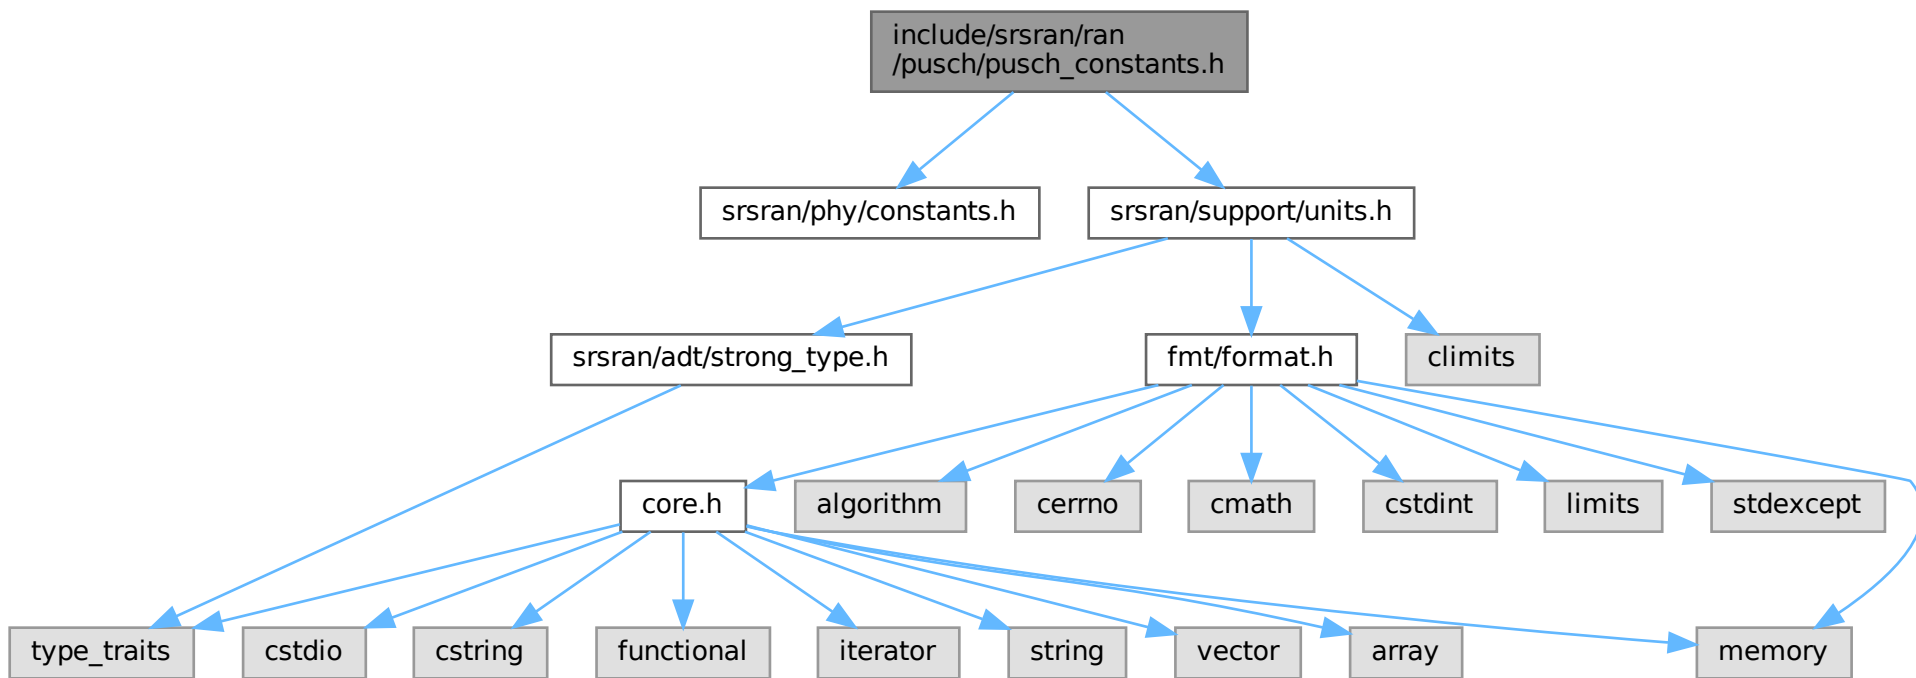 include/srsran/ran
/pusch/pusch_constants.h
srsran/phy/constants.h
srsran/support/units.h
srsran/adt/strong_type.h
fmt/format.h
climits
core.h
algorithm
cerrno
cmath
cstdint
limits
stdexcept
type_traits
cstdio
cstring
functional
iterator
string
vector
array
memory